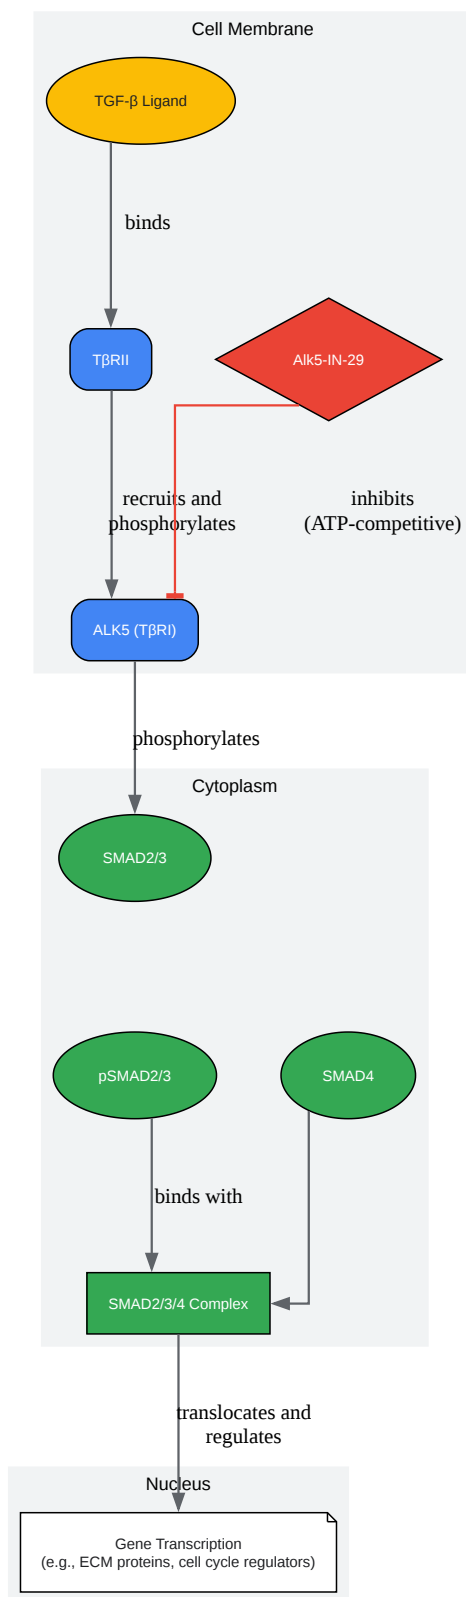 Cell Membrane
TGF-β Ligand
binds
TβRII
Alk5-IN-29
recruits and
phosphorylates
inhibits
(ATP-competitive)
ALK5 (TβRI)
phosphorylates
Cytoplasm
SMAD2/3
pSMAD2/3
SMAD4
binds with
SMAD2/3/4 Complex
translocates and
regulates
Nucleus
Gene Transcription
(e.g., ECM proteins, cell cycle regulators)